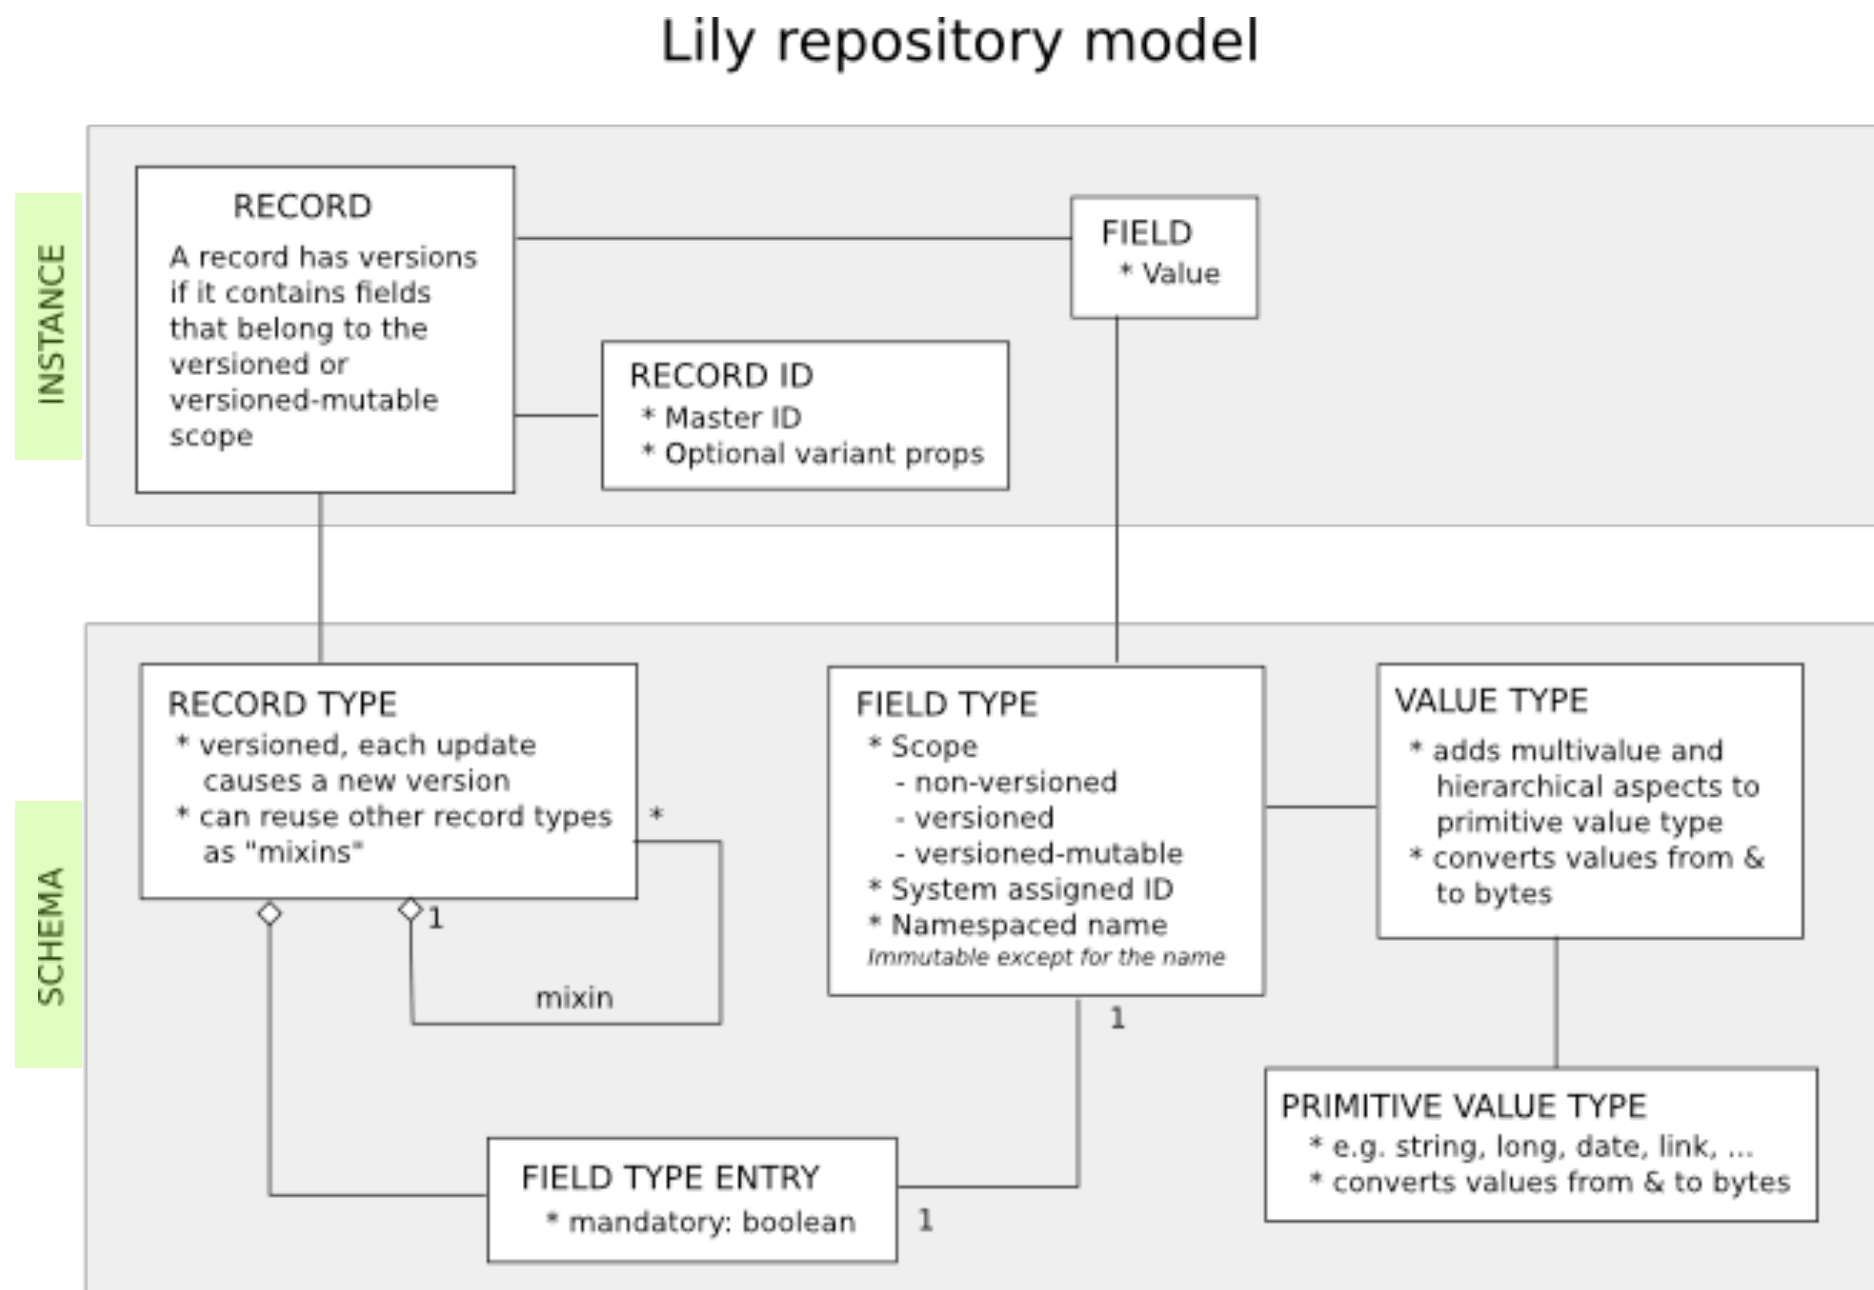 Lily repository model
INSTANCE
RECORD
A record has versions
if it contains fields
that belong to the
versioned or
versioned-mutable
scope
FIELD
* Value
RECORD ID
* Master ID
* Optional variant props
SCHEMA
RECORD TYPE
* versioned, each update
causes a new version
* can reuse other record types
as "mixins"
*
1
mixin
FIELD TYPE
* Scope
- non-versioned
- versioned
- versioned-mutable
* System assigned ID
* Namespaced name
Immutable except for the name
1
VALUE TYPE
* adds multivalue and
hierarchical aspects to
primitive value type
* converts values from &
to bytes
PRIMITIVE VALUE TYPE
* e.g. string, long, date, link, ...
* converts values from & to bytes
FIELD TYPE ENTRY
* mandatory: boolean
1